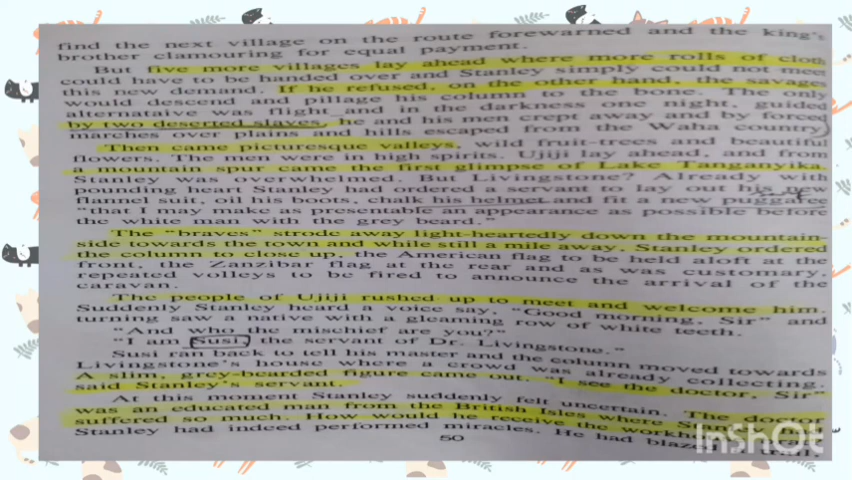 find the next village on the route forewarned and the king's
brother clamouring for equal payment.
But five more villages lay ahead where more rolls of cloth
could have to be handed over and Stanley simply could not meet
this new demand. If he refused, on the other hand, the savages
would descend and pillage his column to the bone. The only
alternataive was flight and in the darkness one night, guided
by two deserted slaves, he and his men crept away and by forced
marches over plains and hills escaped from the Waha country
Then came picturesque valleys, wild fruit-trees and beautiful
flowers. The men were in high spirits. Ujiji lay ahead, and from
a mountain spur came the first glimpse of Lake Tanganyika.
Stanley was overwhelmed. But Livingstone? Already with
pounding heart Stanley had ordered a servant to lay out his new
flannel suit, oil his boots, chalk his helmet and fit a new puggaree
"that I may make as presentable an appearance as possible before
the white man with the grey beard."
The "braves" strode away light-heartedly down the mountain-
side towards the town and while still a mile away, Stanley ordered
the column to close up, the American flag to be held aloft at the
front, the Zanzibar flag at the rear and as was customary,
repeated volleys to be fired to announce the arrival of the
caravan.
The people of Ujiji rushed up to meet and welcome him.
Suddenly Stanley heard a voice say, "Good morning, Sir" and
turning saw a native with a gleaming row of white teeth.
"And who the mischief are you?"
"I am Susi, the servant of Dr. Livingstone."
Susi ran back to tell his master and the column moved towards
Livingstone's house where a crowd was already collecting.
A slim, grey-bearded figure came out. "I see the doctor, Sir"
said Stanley's servant.
At this moment Stanley suddenly felt uncertain. The doctor
was an educated man from the British Isles where Stanley had
suffered so much. How would he receive the workhouse
Stanley had indeed performed miracles. He had blazed a trail,
50
InShOt